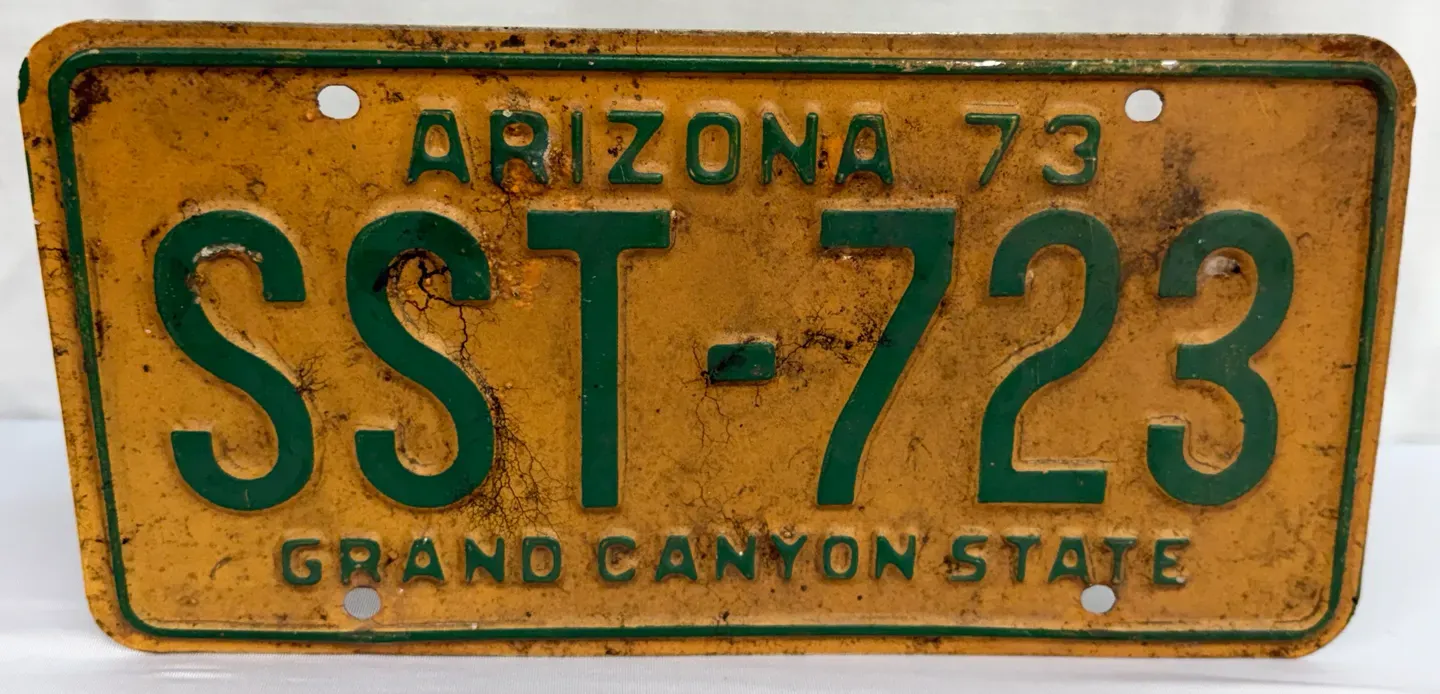 ARIZONA 73
SST-723
GRAND CANYON STATE